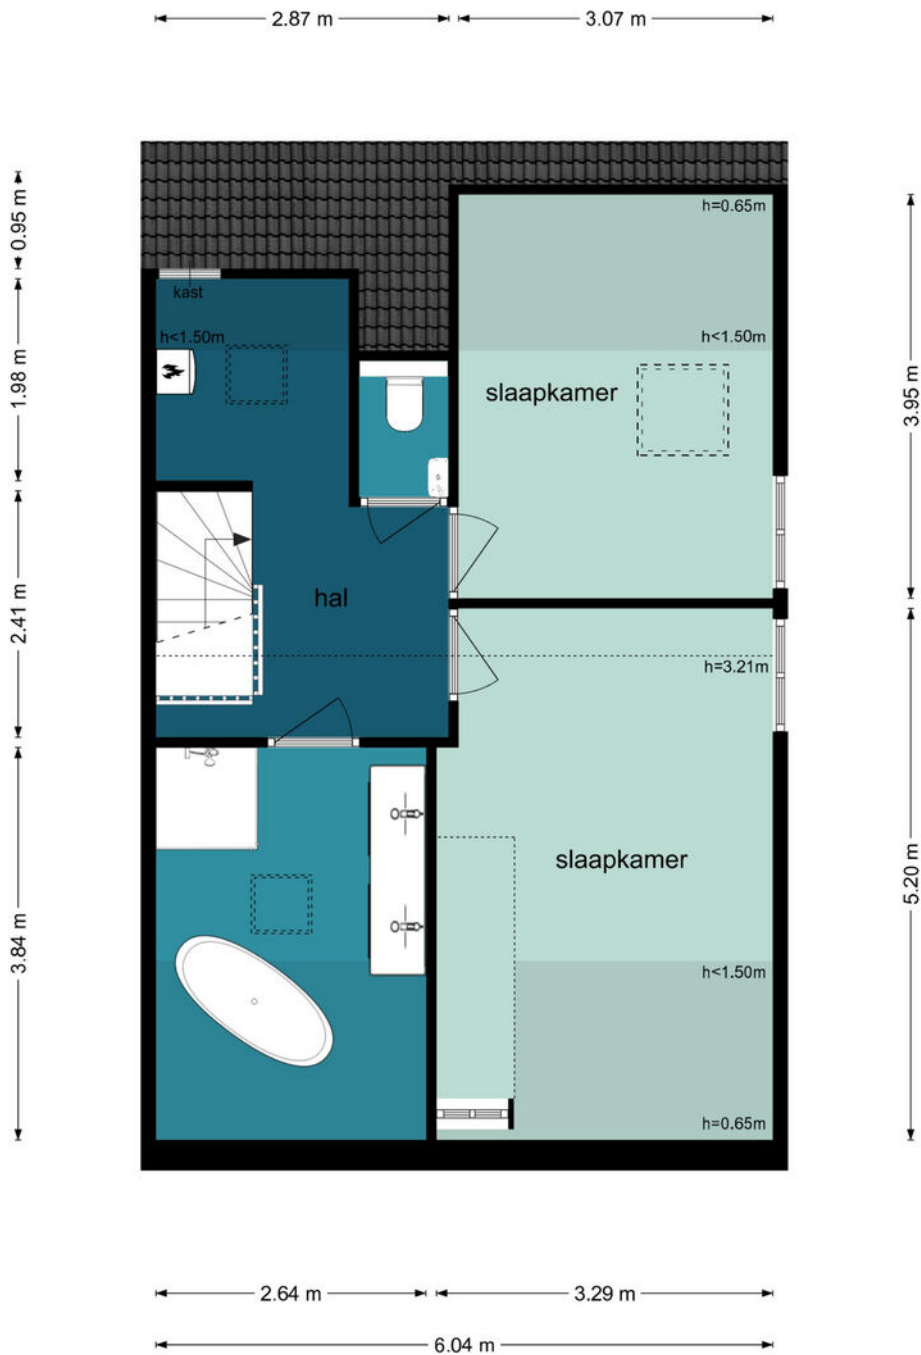 2.87 m
3.07 m
0.95 m
1.98 m
2.41 m
3.84 m
h=0.65m
kast
h<1.50m
h<1.50m
slaapkamer
3.95 m
hal
h=3.21m
slaapkamer
5.20 m
h<1.50m
h=0.65m
2.64 m
3.29 m
6.04 m